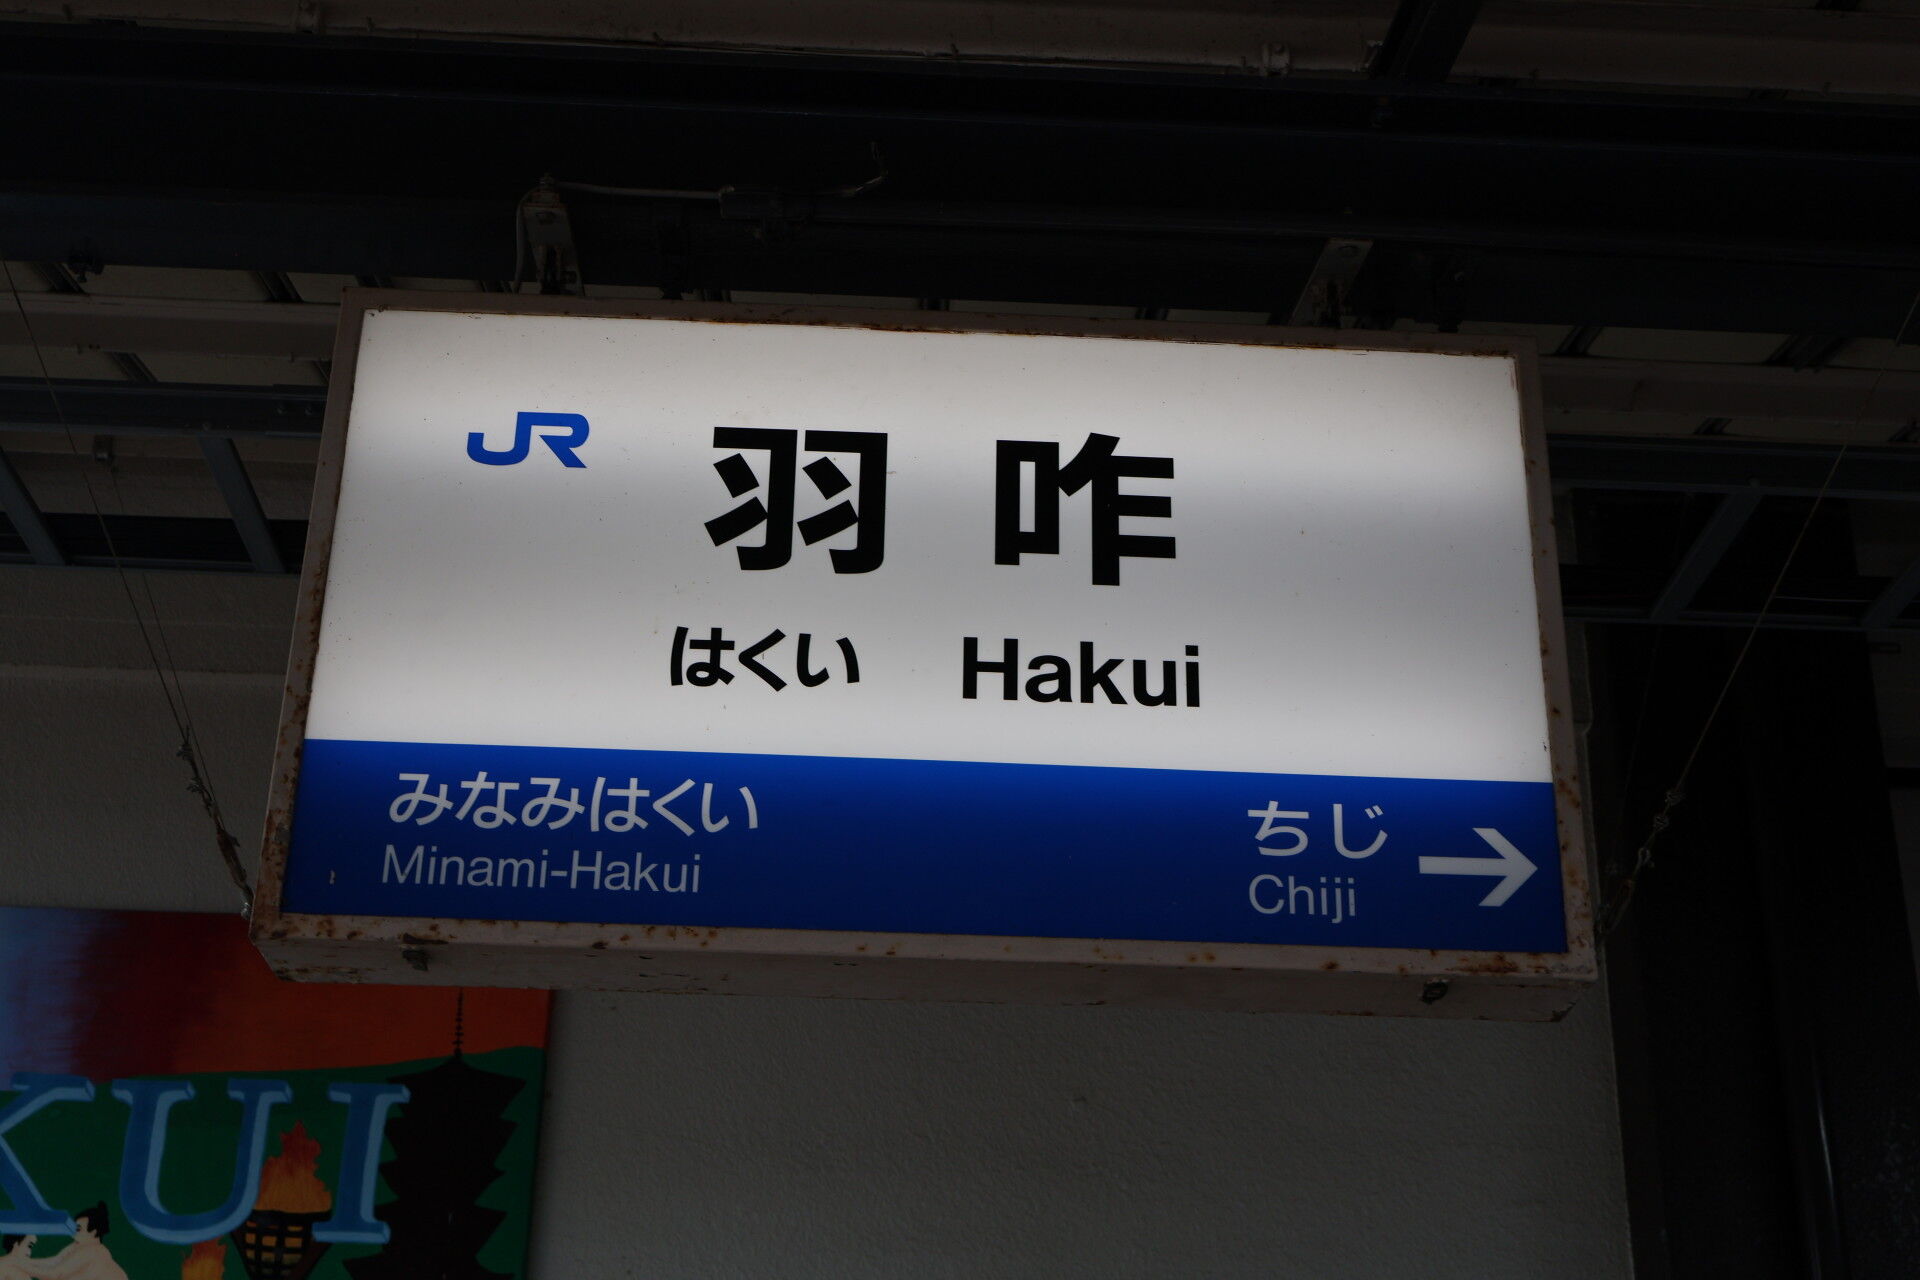 JR
羽咋
はくい Hakui
みなみはくい ちじ →
Minami-Hakui Chiji
KUI